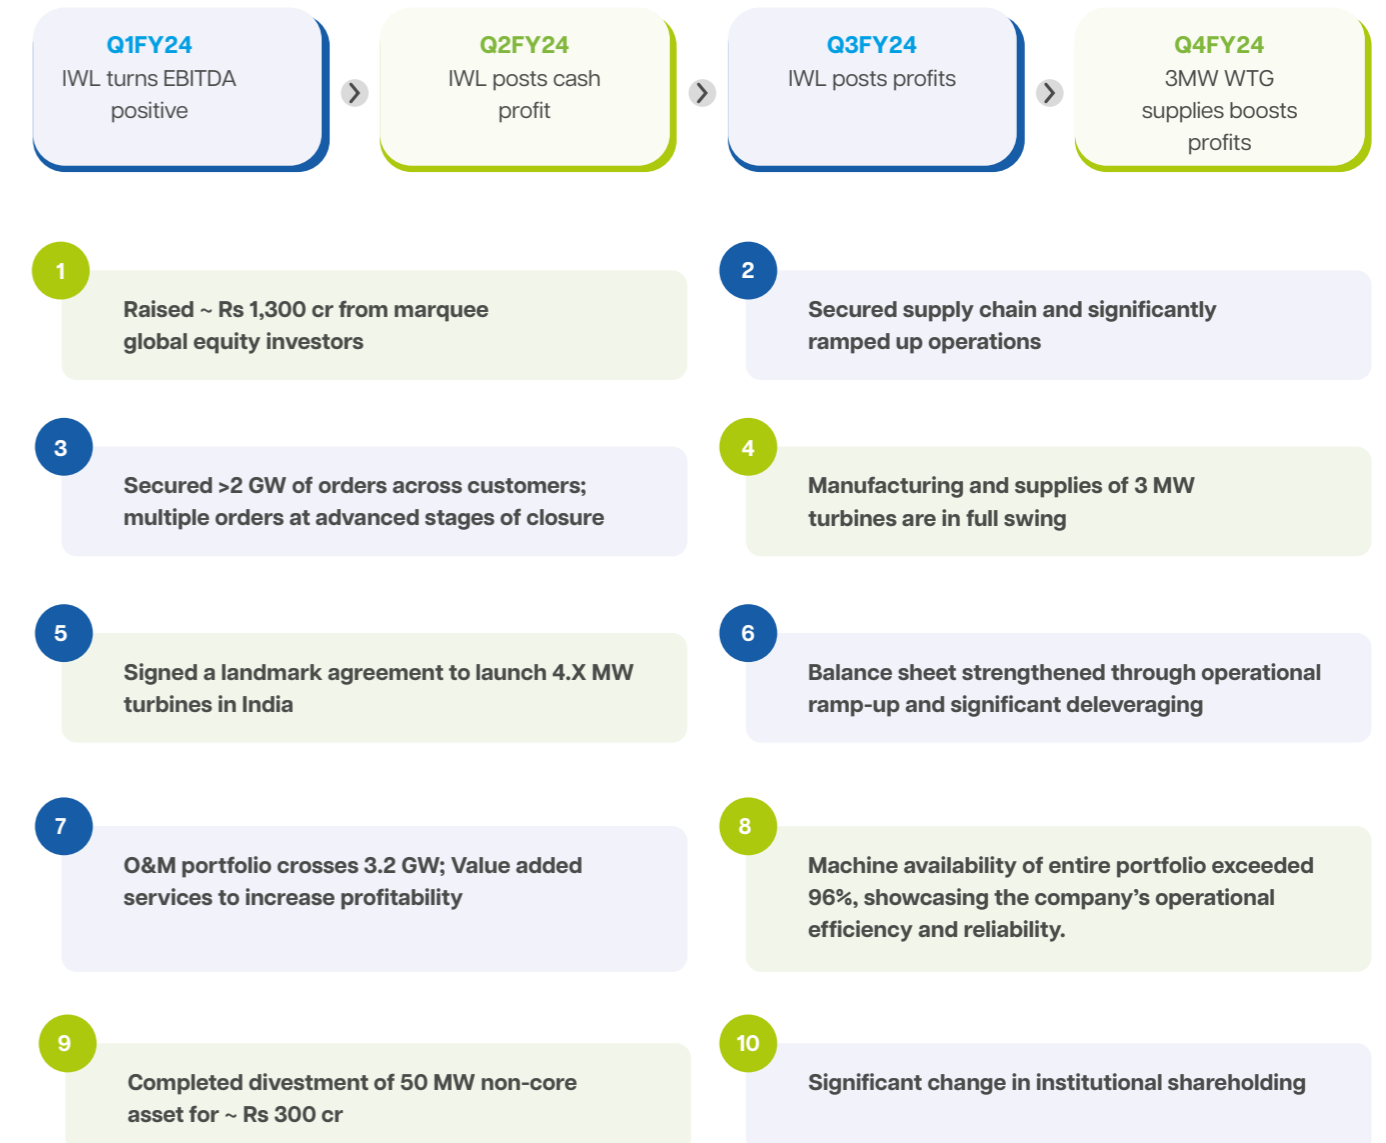 Q1FY24
IWL turns EBITDA
positive
Q2FY24
IWL posts cash
profit
Q3FY24
IWL posts profits
Q4FY24
3MW WTG
supplies boosts
profits
1
Raised ~ Rs 1,300 cr from marquee
global equity investors
2
Secured supply chain and significantly
ramped up operations
3
Secured >2 GW of orders across customers;
multiple orders at advanced stages of closure
4
Manufacturing and supplies of 3 MW
turbines are in full swing
5
Signed a landmark agreement to launch 4.X MW
turbines in India
6
Balance sheet strengthened through operational
ramp-up and significant deleveraging
7
O&M portfolio crosses 3.2 GW; Value added
services to increase profitability
8
Machine availability of entire portfolio exceeded
96%, showcasing the company’s operational
efficiency and reliability.
9
Completed divestment of 50 MW non-core
asset for ~ Rs 300 cr
10
Significant change in institutional shareholding